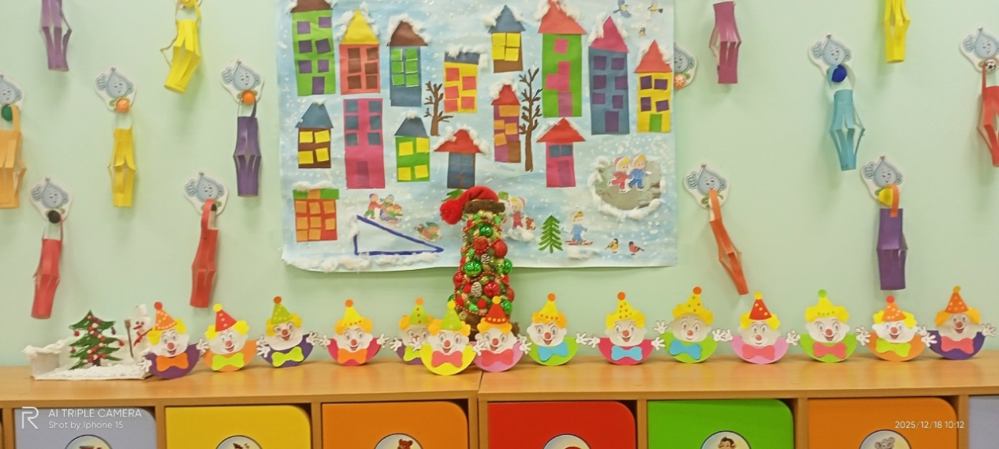 AI TRIPLE CAMERA
Shot by Iphone 15
2025/12/18 10:12